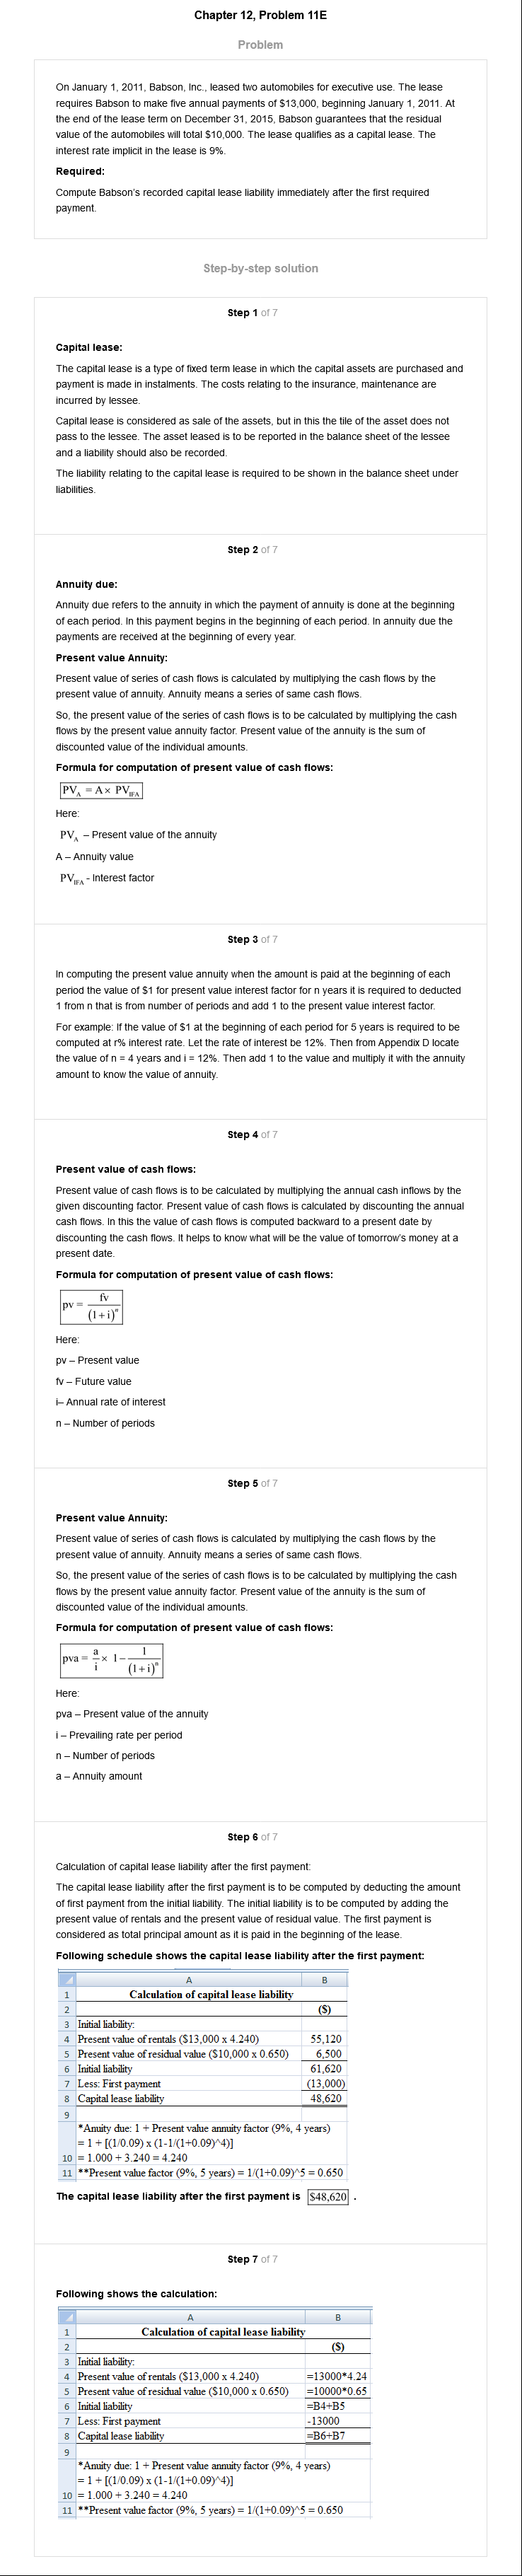 Chapter 12, Problem 11E
Problem
On January 1, 2011, Babson, Inc., leased two automobiles for executive use. The lease
requires Babson to make five annual payments of $13,000, beginning January 1, 2011. At
the end of the lease term on December 31, 2015, Babson guarantees that the residual
value of the automobiles will total $10,000. The lease qualifies as a capital lease. The
interest rate implicit in the lease is 9%.
Required:
Compute Babson's recorded capital lease liability immediately after the first required
payment.
Step-by-step solution
Step 1 of 7
Capital lease:
The capital lease is a type of fixed term lease in which the capital assets are purchased and
payment is made in instalments. The costs relating to the insurance, maintenance are
incurred by lessee.
Capital lease is considered as sale of the assets, but in this the tile of the asset does not
pass to the lessee. The asset leased is to be reported in the balance sheet of the lessee
and a liability should also be recorded.
The liability relating to the capital lease is required to be shown in the balance sheet under
liabilities.
Step 2 of 7
Annuity due:
Annuity due refers to the annuity in which the payment of annuity is done at the beginning
of each period. In this payment begins in the beginning of each period. In annuity due the
payments are received at the beginning of every year.
Present value Annuity:
Present value of series of cash flows is calculated by multiplying the cash flows by the
present value of annuity. Annuity means a series of same cash flows.
So, the present value of the series of cash flows is to be calculated by multiplying the cash
flows by the present value annuity factor. Present value of the annuity is the sum of
discounted value of the individual amounts.
Formula for computation of present value of cash flows:
PV_A = A × PV_IFA
Here:
PV_A – Present value of the annuity
A – Annuity value
PV_IFA - Interest factor
Step 3 of 7
In computing the present value annuity when the amount is paid at the beginning of each
period the value of $1 for present value interest factor for n years it is required to deducted
1 from n that is from number of periods and add 1 to the present value interest factor.
For example: If the value of $1 at the beginning of each period for 5 years is required to be
computed at r% interest rate. Let the rate of interest be 12%. Then from Appendix D locate
the value of n = 4 years and i = 12%. Then add 1 to the value and multiply it with the annuity
amount to know the value of annuity.
Step 4 of 7
Present value of cash flows:
Present value of cash flows is to be calculated by multiplying the annual cash inflows by the
given discounting factor. Present value of cash flows is calculated by discounting the annual
cash flows. In this the value of cash flows is computed backward to a present date by
discounting the cash flows. It helps to know what will be the value of tomorrow's money at a
present date.
Formula for computation of present value of cash flows:
pv = fv / (1 + i)^n
Here:
pv – Present value
fv – Future value
i– Annual rate of interest
n – Number of periods
Step 5 of 7
Present value Annuity:
Present value of series of cash flows is calculated by multiplying the cash flows by the
present value of annuity. Annuity means a series of same cash flows.
So, the present value of the series of cash flows is to be calculated by multiplying the cash
flows by the present value annuity factor. Present value of the annuity is the sum of
discounted value of the individual amounts.
Formula for computation of present value of cash flows:
pva = a/i × 1 − 1/(1 + i)^n
Here:
pva – Present value of the annuity
i – Prevailing rate per period
n – Number of periods
a – Annuity amount
Step 6 of 7
Calculation of capital lease liability after the first payment:
The capital lease liability after the first payment is to be computed by deducting the amount
of first payment from the initial liability. The initial liability is to be computed by adding the
present value of rentals and the present value of residual value. The first payment is
considered as total principal amount as it is paid in the beginning of the lease.
Following schedule shows the capital lease liability after the first payment:
A B
1 Calculation of capital lease liability
2 ($)
3 Initial liability:
4 Present value of rentals ($13,000 x 4.240) 55,120
5 Present value of residual value ($10,000 x 0.650) 6,500
6 Initial liability 61,620
7 Less: First payment (13,000)
8 Capital lease liability 48,620
9
*Anuity due: 1 + Present value annuity factor (9%, 4 years)
= 1 + [(1/0.09) x (1-1/(1+0.09)^4)]
10 = 1.000 + 3.240 = 4.240
11 **Present value factor (9%, 5 years) = 1/(1+0.09)^5 = 0.650
The capital lease liability after the first payment is $48,620 .
Step 7 of 7
Following shows the calculation:
A B
1 Calculation of capital lease liability
2 ($)
3 Initial liability:
4 Present value of rentals ($13,000 x 4.240) =13000*4.24
5 Present value of residual value ($10,000 x 0.650) =10000*0.65
6 Initial liability =B4+B5
7 Less: First payment -13000
8 Capital lease liability =B6+B7
9
*Anuity due: 1 + Present value annuity factor (9%, 4 years)
= 1 + [(1/0.09) x (1-1/(1+0.09)^4)]
10 = 1.000 + 3.240 = 4.240
11 **Present value factor (9%, 5 years) = 1/(1+0.09)^5 = 0.650